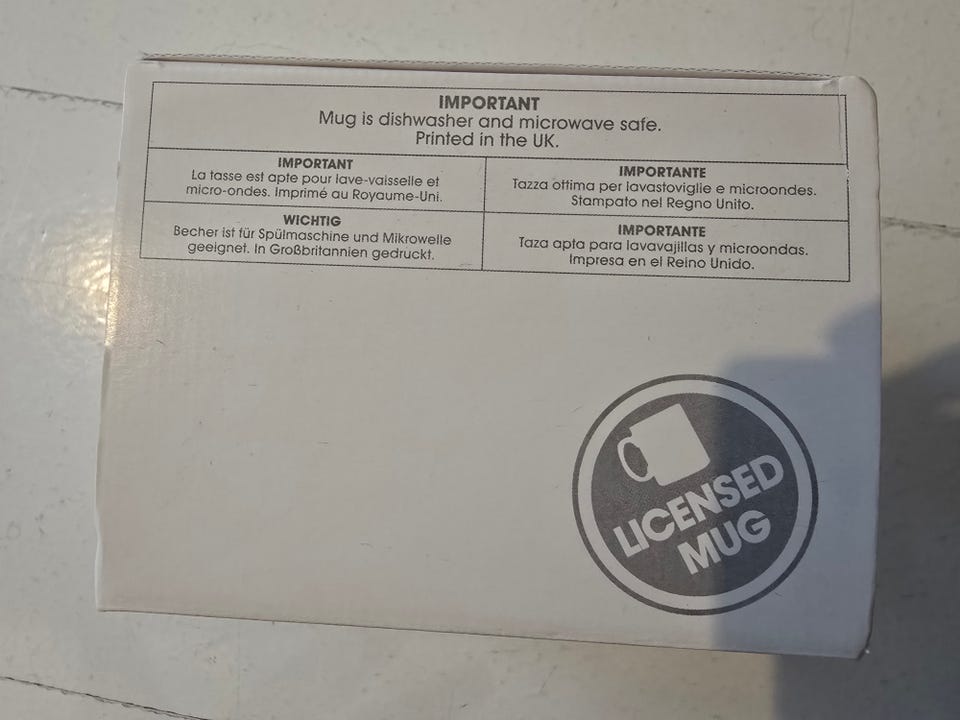 IMPORTANT
Mug is dishwasher and microwave safe.
Printed in the UK.
IMPORTANT
La tasse est apte pour lave-vaisselle et
micro-ondes. Imprimé au Royaume-Uni.
IMPORTANTE
Tazza ottima per lavastoviglie e microondes.
Stampato nel Regno Unito.
WICHTIG
Becher ist für Spülmaschine und Mikrowelle
geeignet. In Großbritannien gedruckt.
IMPORTANTE
Taza apta para lavavajillas y microondas.
Impresa en el Reino Unido.
LICENSED
MUG